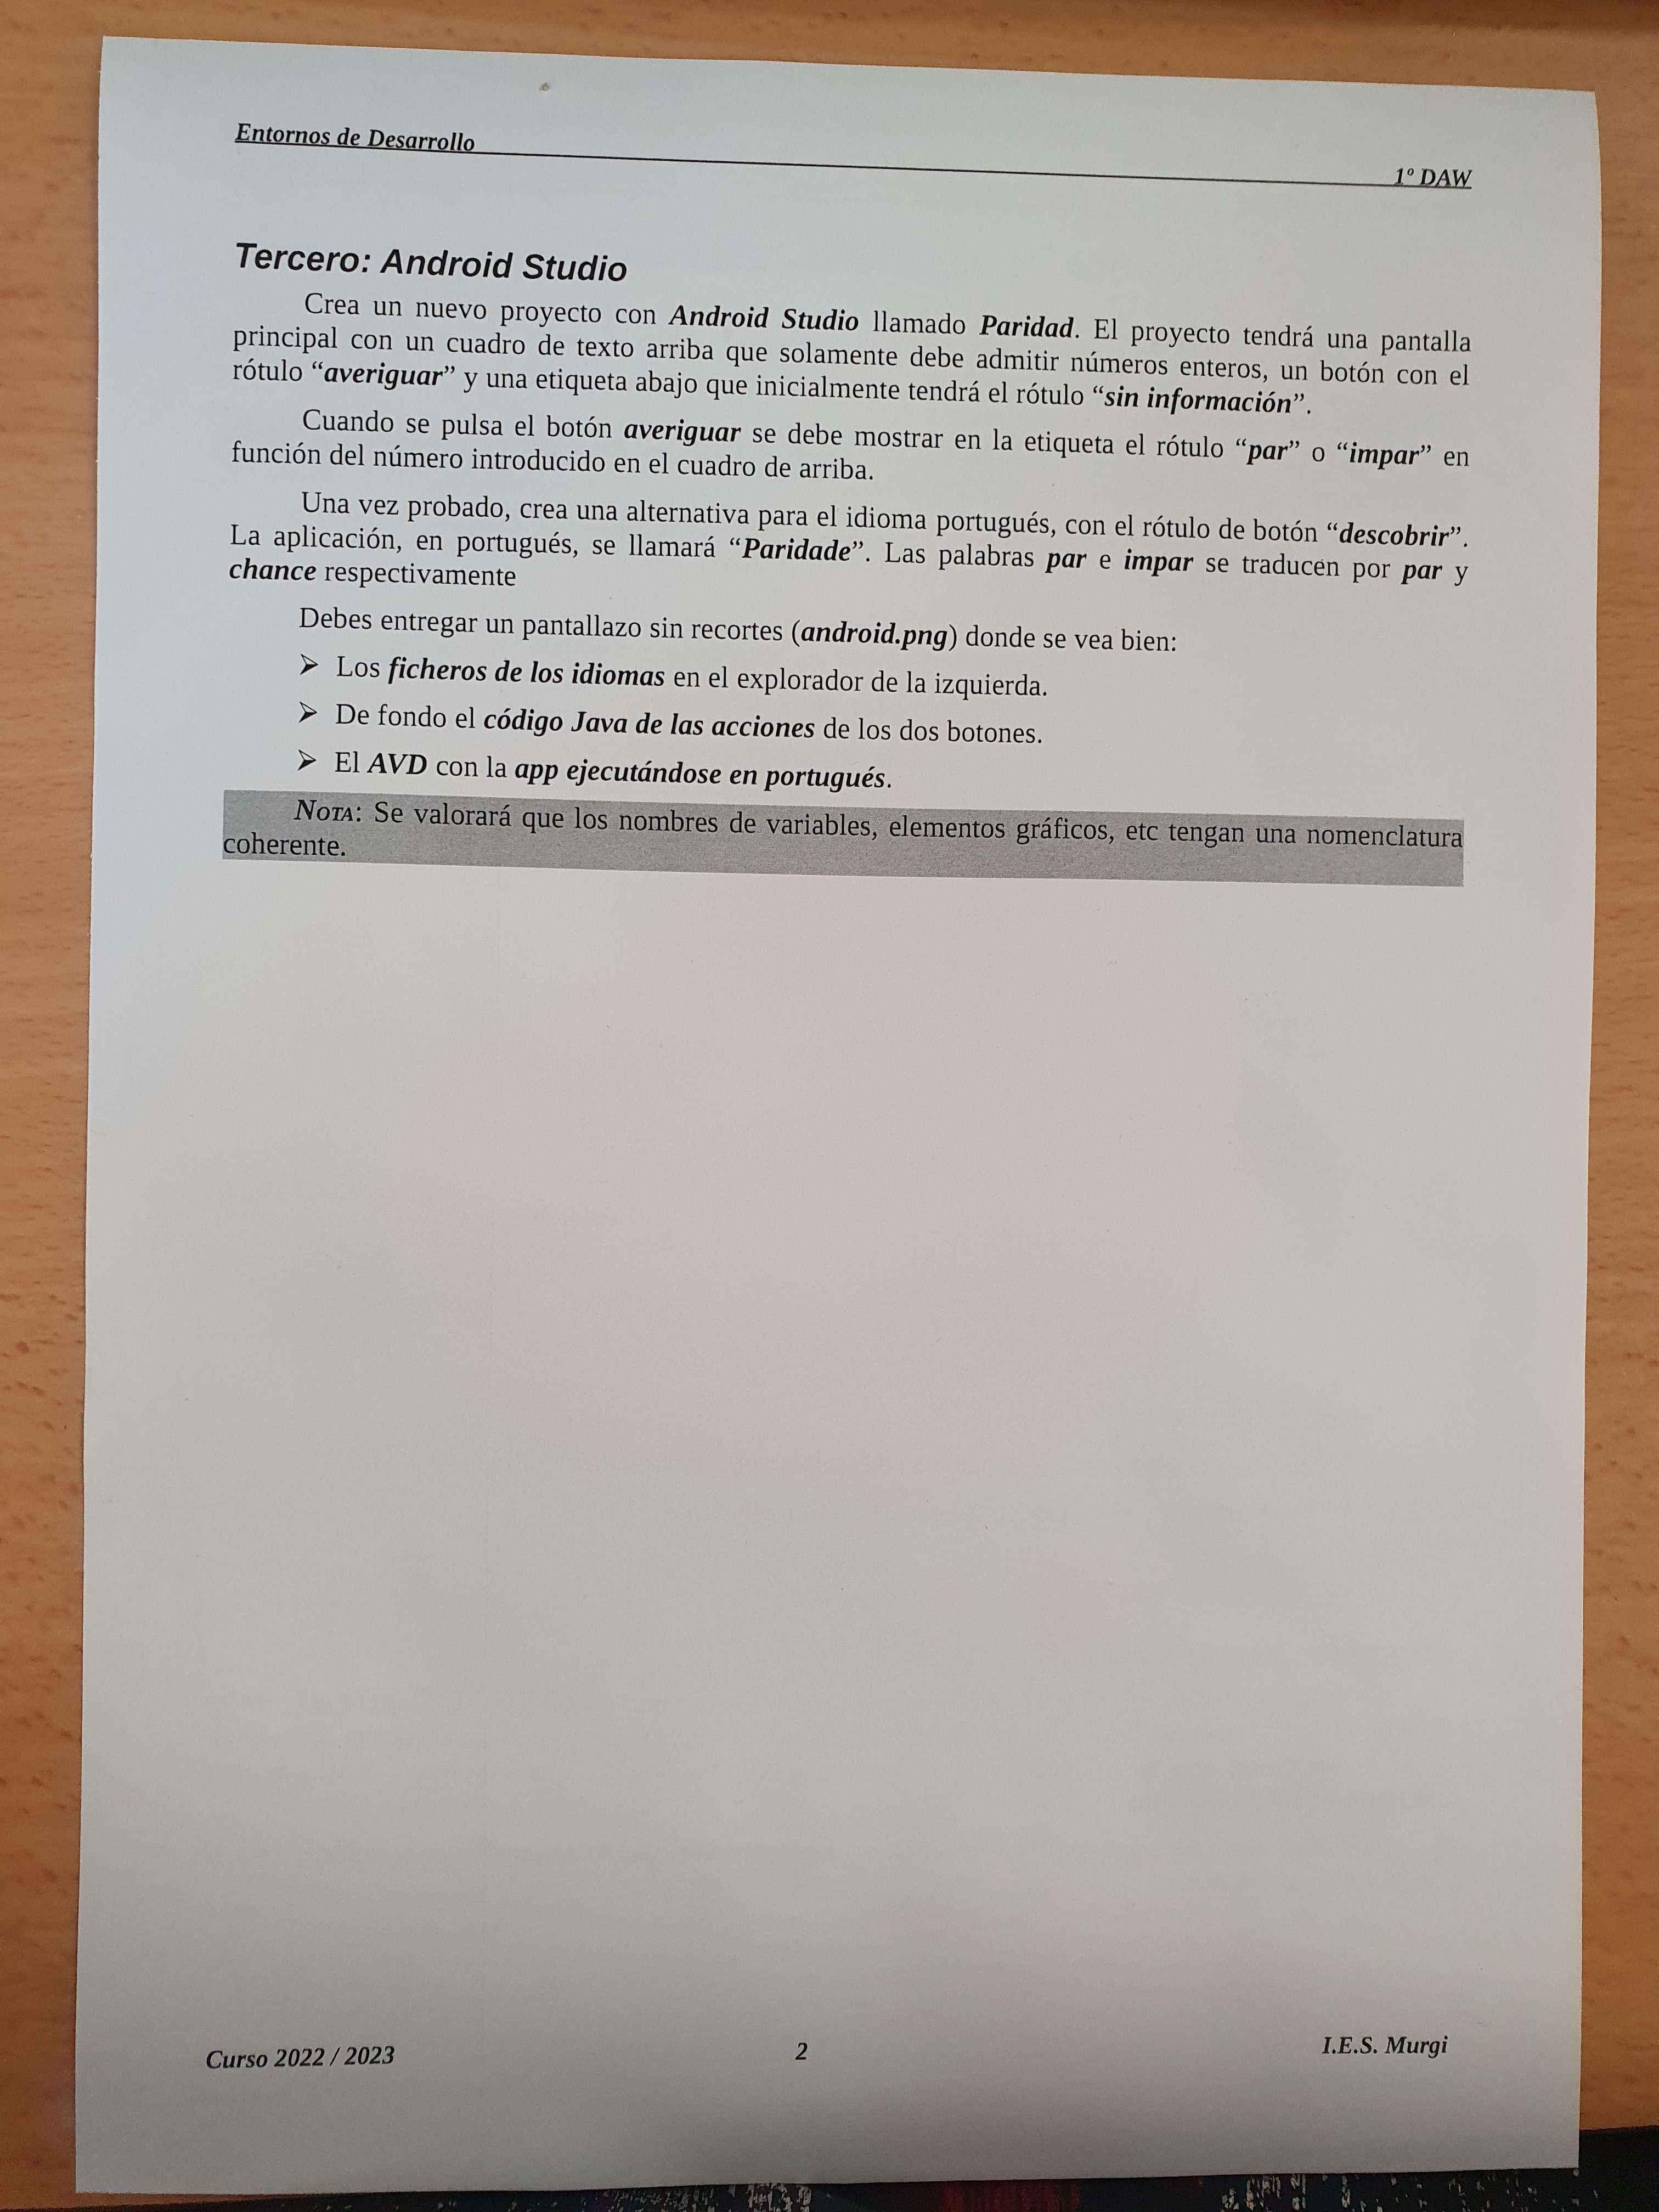 Entornos de Desarrollo
1º DAW
Tercero: Android Studio
Crea un nuevo proyecto con Android Studio llamado Paridad. El proyecto tendrá una pantalla
principal con un cuadro de texto arriba que solamente debe admitir números enteros, un botón con el
rótulo “averiguar” y una etiqueta abajo que inicialmente tendrá el rótulo “sin información”.
Cuando se pulsa el botón averiguar se debe mostrar en la etiqueta el rótulo “par” o “impar” en
función del número introducido en el cuadro de arriba.
Una vez probado, crea una alternativa para el idioma portugués, con el rótulo de botón “descobrir”.
La aplicación, en portugués, se llamará “Paridade”. Las palabras par e impar se traducen por par y
chance respectivamente
Debes entregar un pantallazo sin recortes (android.png) donde se vea bien:
➢ Los ficheros de los idiomas en el explorador de la izquierda.
➢ De fondo el código Java de las acciones de los dos botones.
➢ El AVD con la app ejecutándose en portugués.
NOTA: Se valorará que los nombres de variables, elementos gráficos, etc tengan una nomenclatura
coherente.
Curso 2022 / 2023
2
I.E.S. Murgi